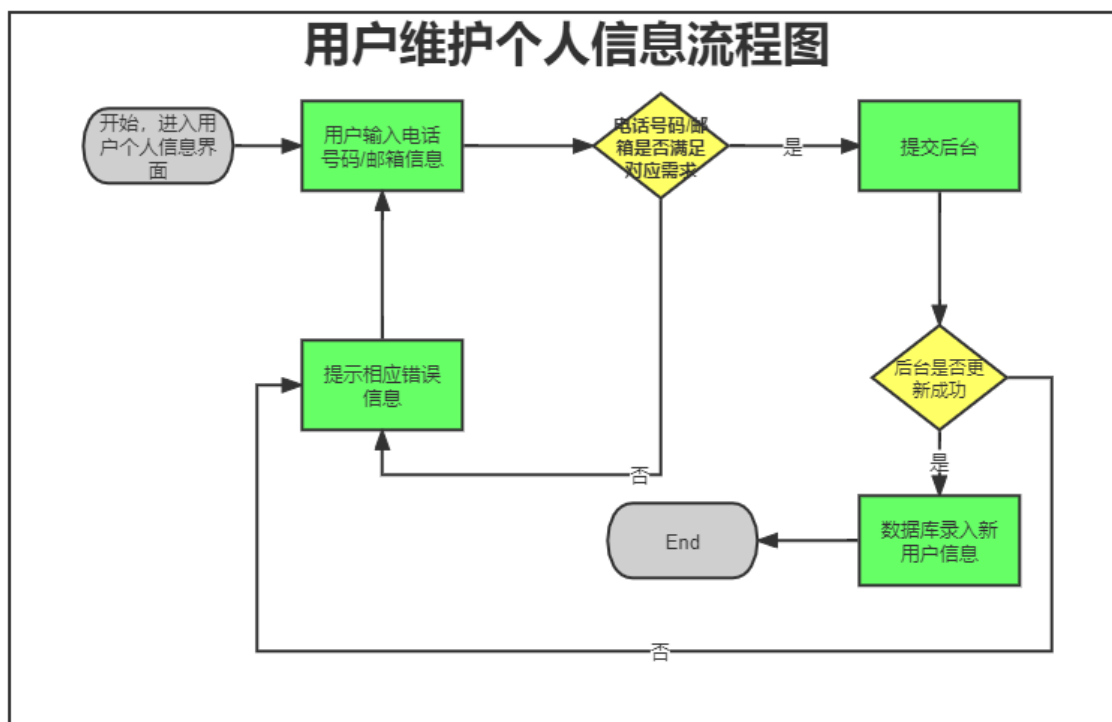 用户维护个人信息流程图
开始，进入用
户个人信息界
面
用户输入电话
号码/邮箱信息
电话号码/邮
箱是否满足
对应需求
是
提交后台
提示相应错误
信息
后台是否更
新成功
否
是
End
数据库录入新
用户信息
否